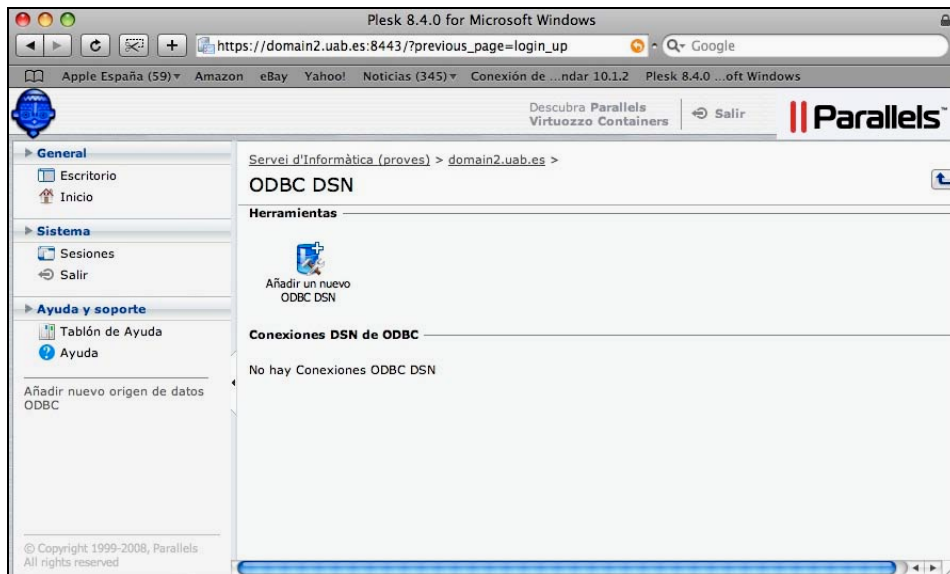 Plesk 8.4.0 for Microsoft Windows
https://domain2.uab.es:8443/?previous_page=login_up
Google
Apple España (59) Amazon eBay Yahoo! Noticias (345) Conexión de ...ndar 10.1.2 Plesk 8.4.0 ...oft Windows
Descubra Parallels
Virtuozzo Containers
Salir
Parallels™
General
Escritorio
Inicio
Sistema
Sesiones
Salir
Ayuda y soporte
Tablón de Ayuda
Ayuda
Añadir nuevo origen de datos
ODBC
© Copyright 1999-2008, Parallels
All rights reserved
Servei d'Informàtica (proves) > domain2.uab.es >
ODBC DSN
Herramientas
Añadir un nuevo
ODBC DSN
Conexiones DSN de ODBC
No hay Conexiones ODBC DSN